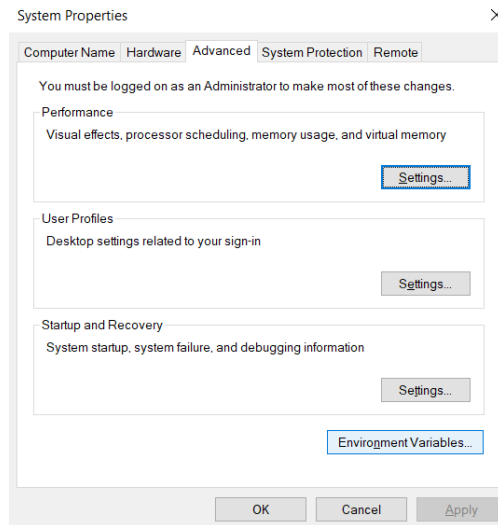 System Properties
Computer Name Hardware Advanced System Protection Remote
You must be logged on as an Administrator to make most of these changes.
Performance
Visual effects, processor scheduling, memory usage, and virtual memory
Settings...
User Profiles
Desktop settings related to your sign-in
Settings...
Startup and Recovery
System startup, system failure, and debugging information
Settings...
Environment Variables...
OK Cancel Apply